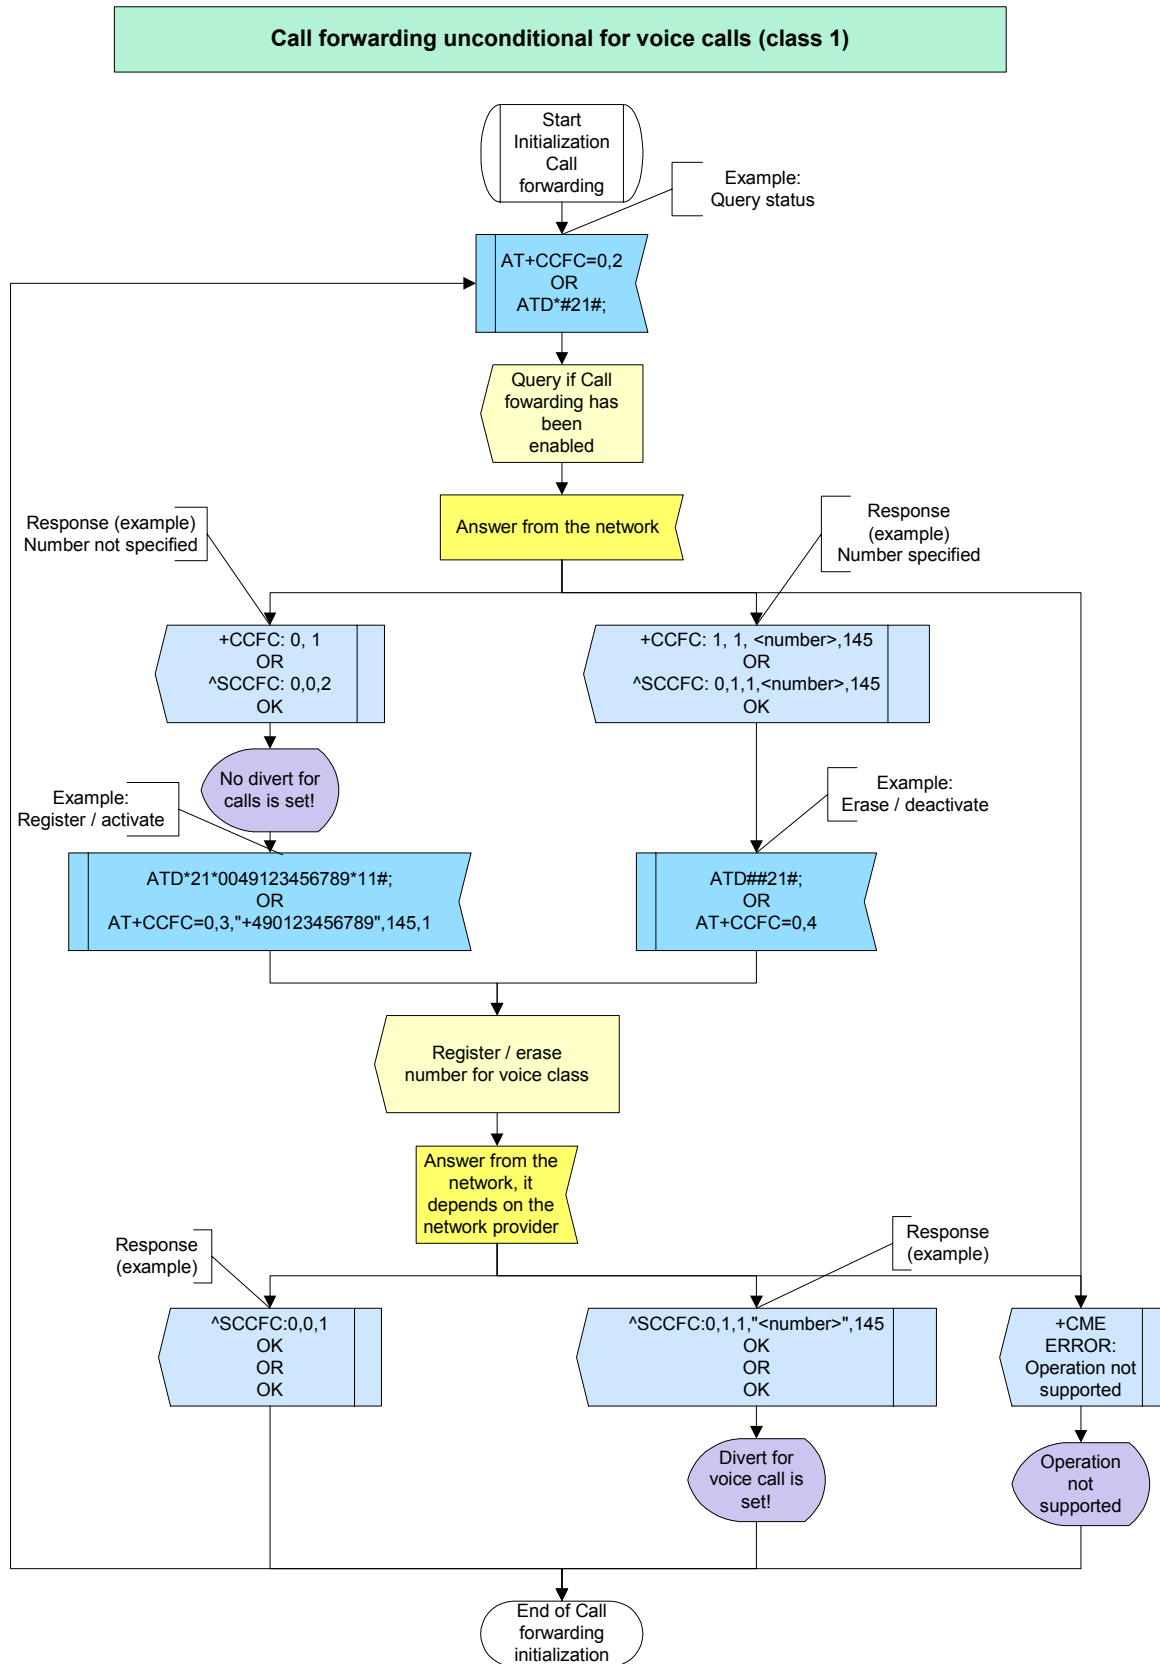 Call forwarding unconditional for voice calls (class 1)
Start
Initialization
Call
forwarding
Example:
Query status
AT+CCFC=0,2
OR
ATD*#21#;
Query if Call
fowarding has
been
enabled
Response (example)
Number not specified
Answer from the network
Response
(example)
Number specified
+CCFC: 0, 1
OR
^SCCFC: 0,0,2
OK
+CCFC: 1, 1, <number>,145
OR
^SCCFC: 0,1,1,<number>,145
OK
No divert for
calls is set!
Example:
Register / activate
Example:
Erase / deactivate
ATD*21*0049123456789*11#;
OR
AT+CCFC=0,3,"+490123456789",145,1
ATD##21#;
OR
AT+CCFC=0,4
Register / erase
number for voice class
Answer from the
network, it
depends on the
network provider
Response
(example)
Response
(example)
^SCCFC:0,0,1
OK
OR
OK
^SCCFC:0,1,1,"<number>",145
OK
OR
OK
+CME
ERROR:
Operation not
supported
Divert for
voice call is
set!
Operation
not
supported
End of Call
forwarding
initialization